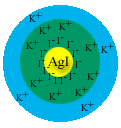 K⁺
K⁺ K⁺
K⁺ I⁻ I⁻ K⁺
K⁺ I⁻ I⁻ K⁺ K⁺
I⁻ AgI I⁻
I⁻ I⁻ K⁺
K⁺ I⁻ I⁻ I⁻ K⁺
K⁺ K⁺
K⁺ K⁺